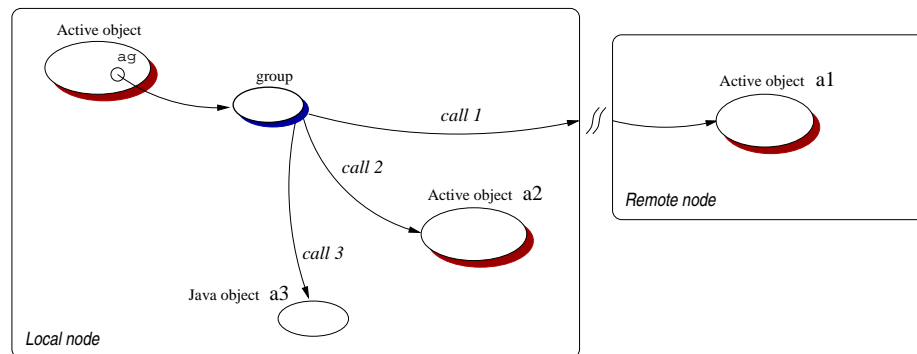 Active object
ag
group
call 1
Active object a1
call 2
Active object a2
Remote node
call 3
Java object a3
Local node